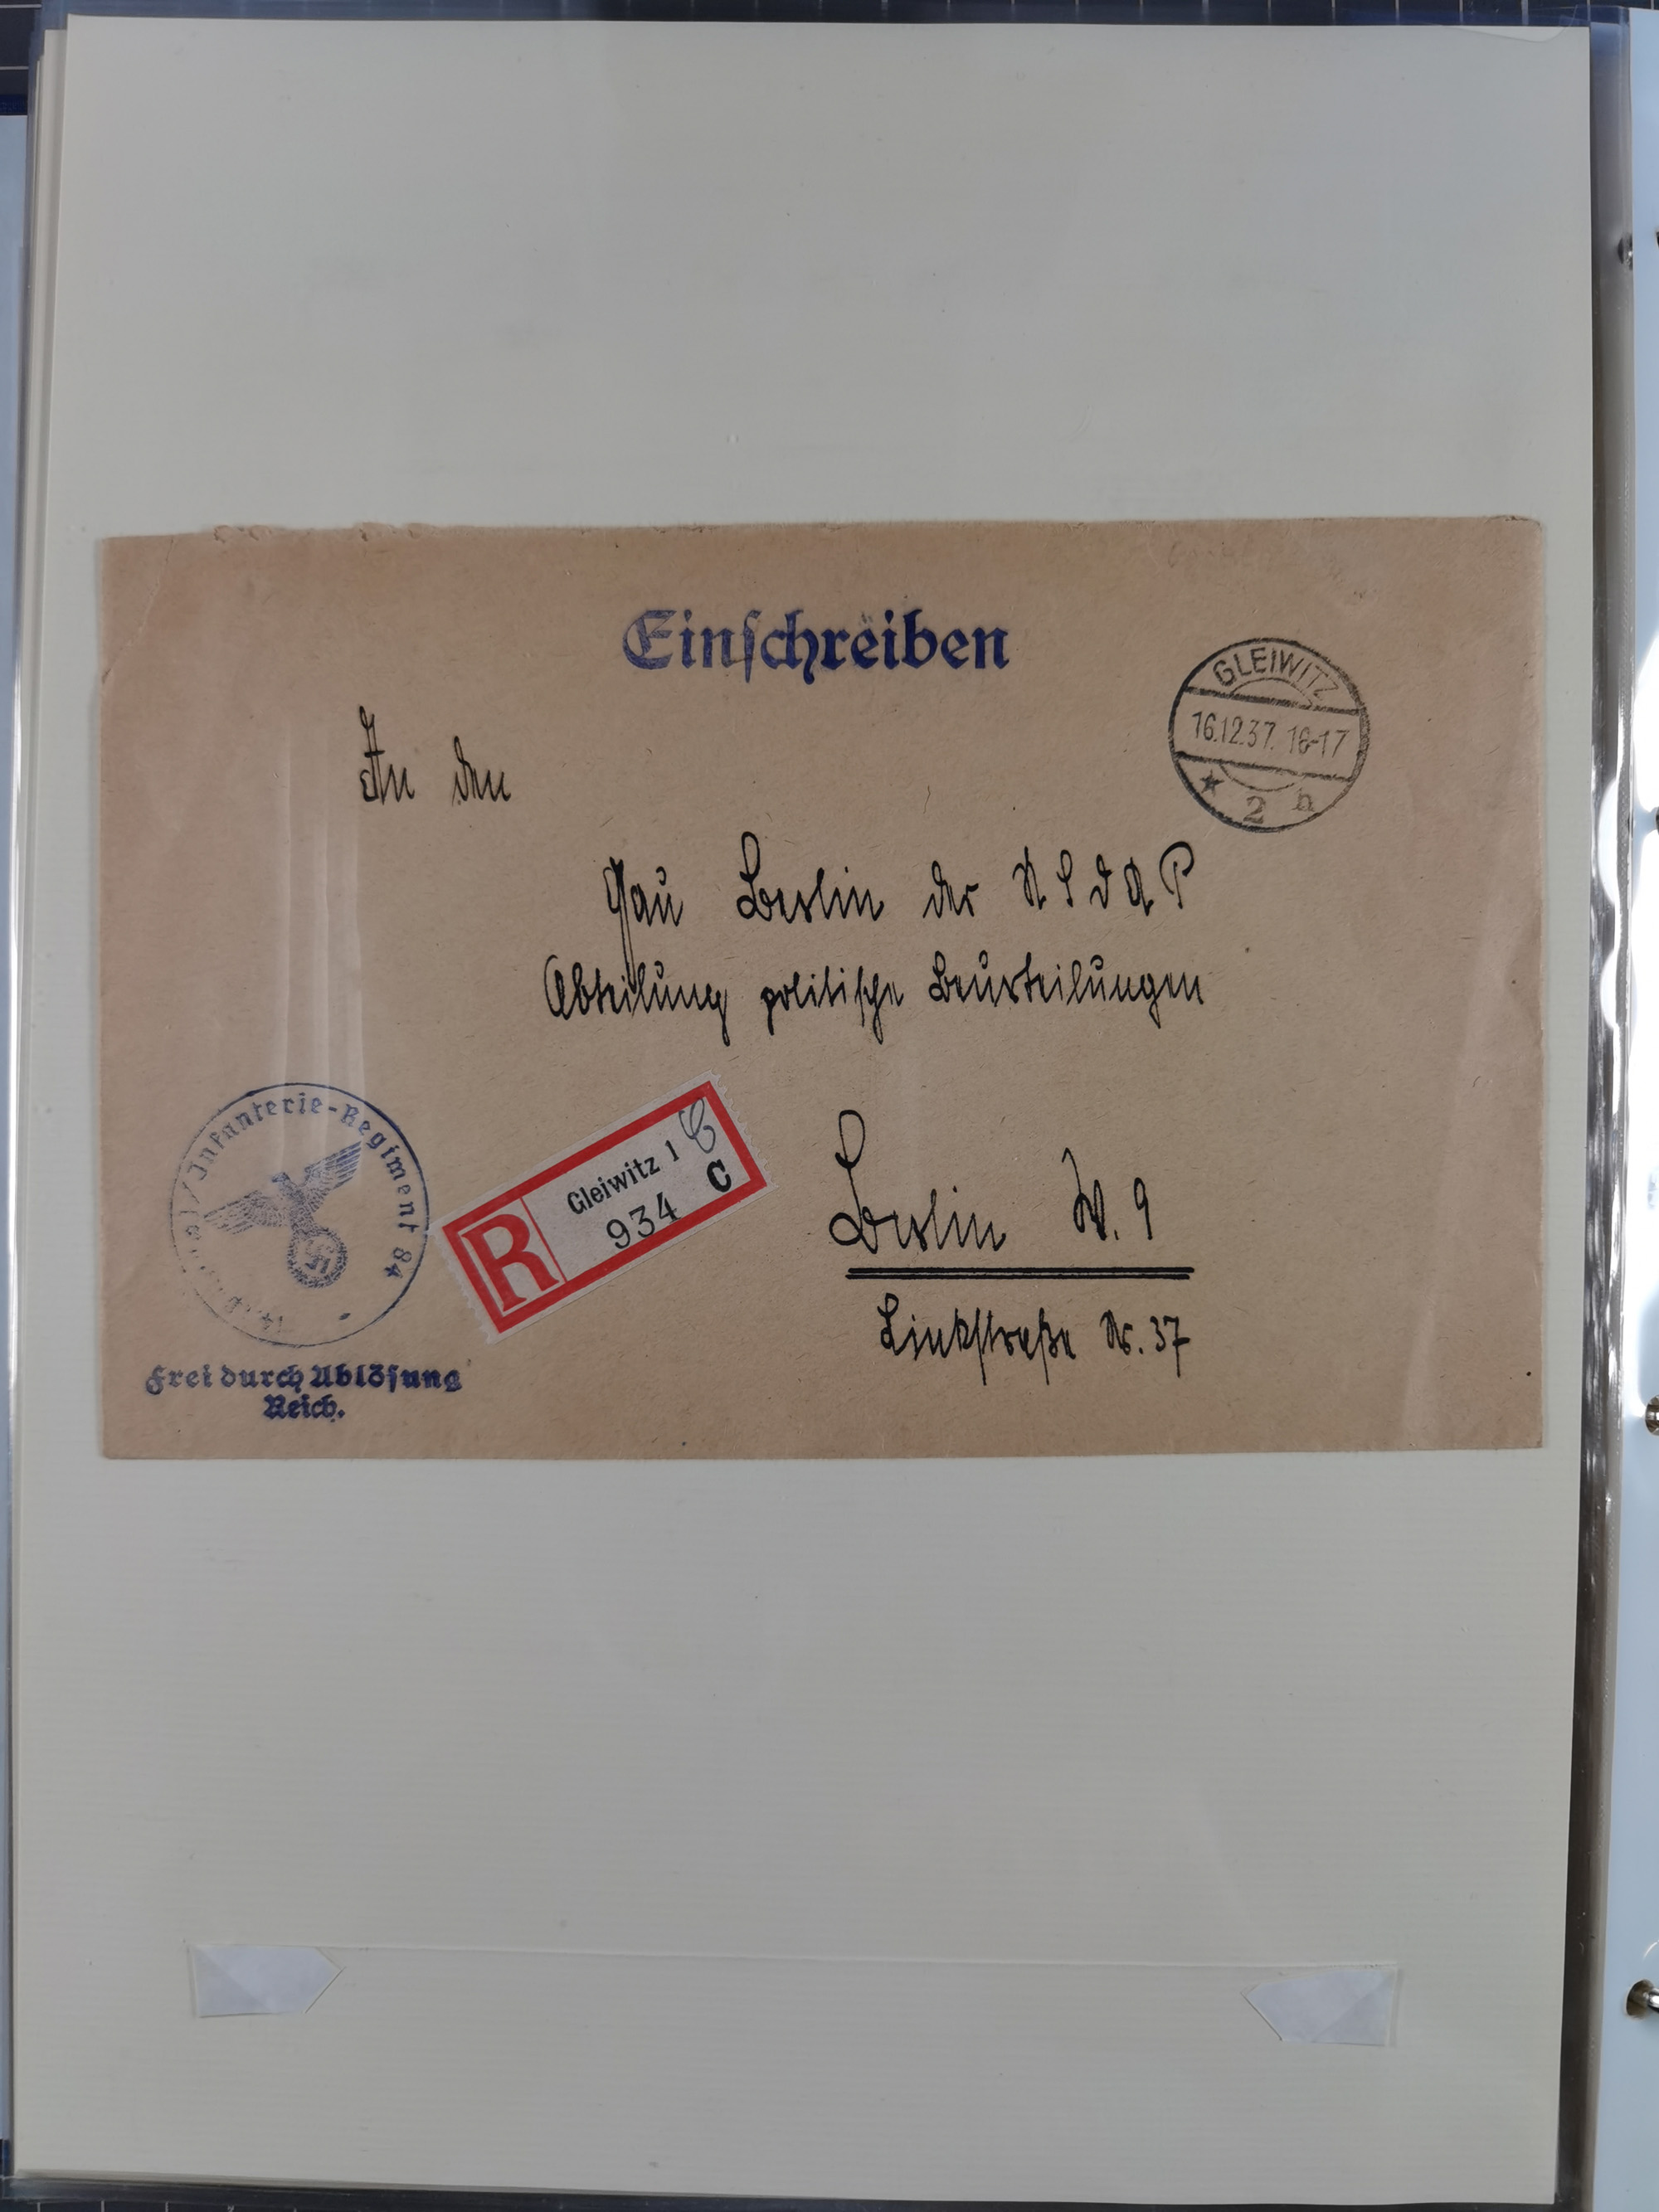 Einschreiben
GLEIWITZ
16.12.37. 16-17
* 2 h
An den
Gau Berlin der NSDAP
Abteilung politische Beurteilungen
Infanterie-Regiment 84
R
Gleiwitz 1
934 C
Berlin W. 9
Linkstraße Nr. 37
Frei durch Ablösung
Reich.